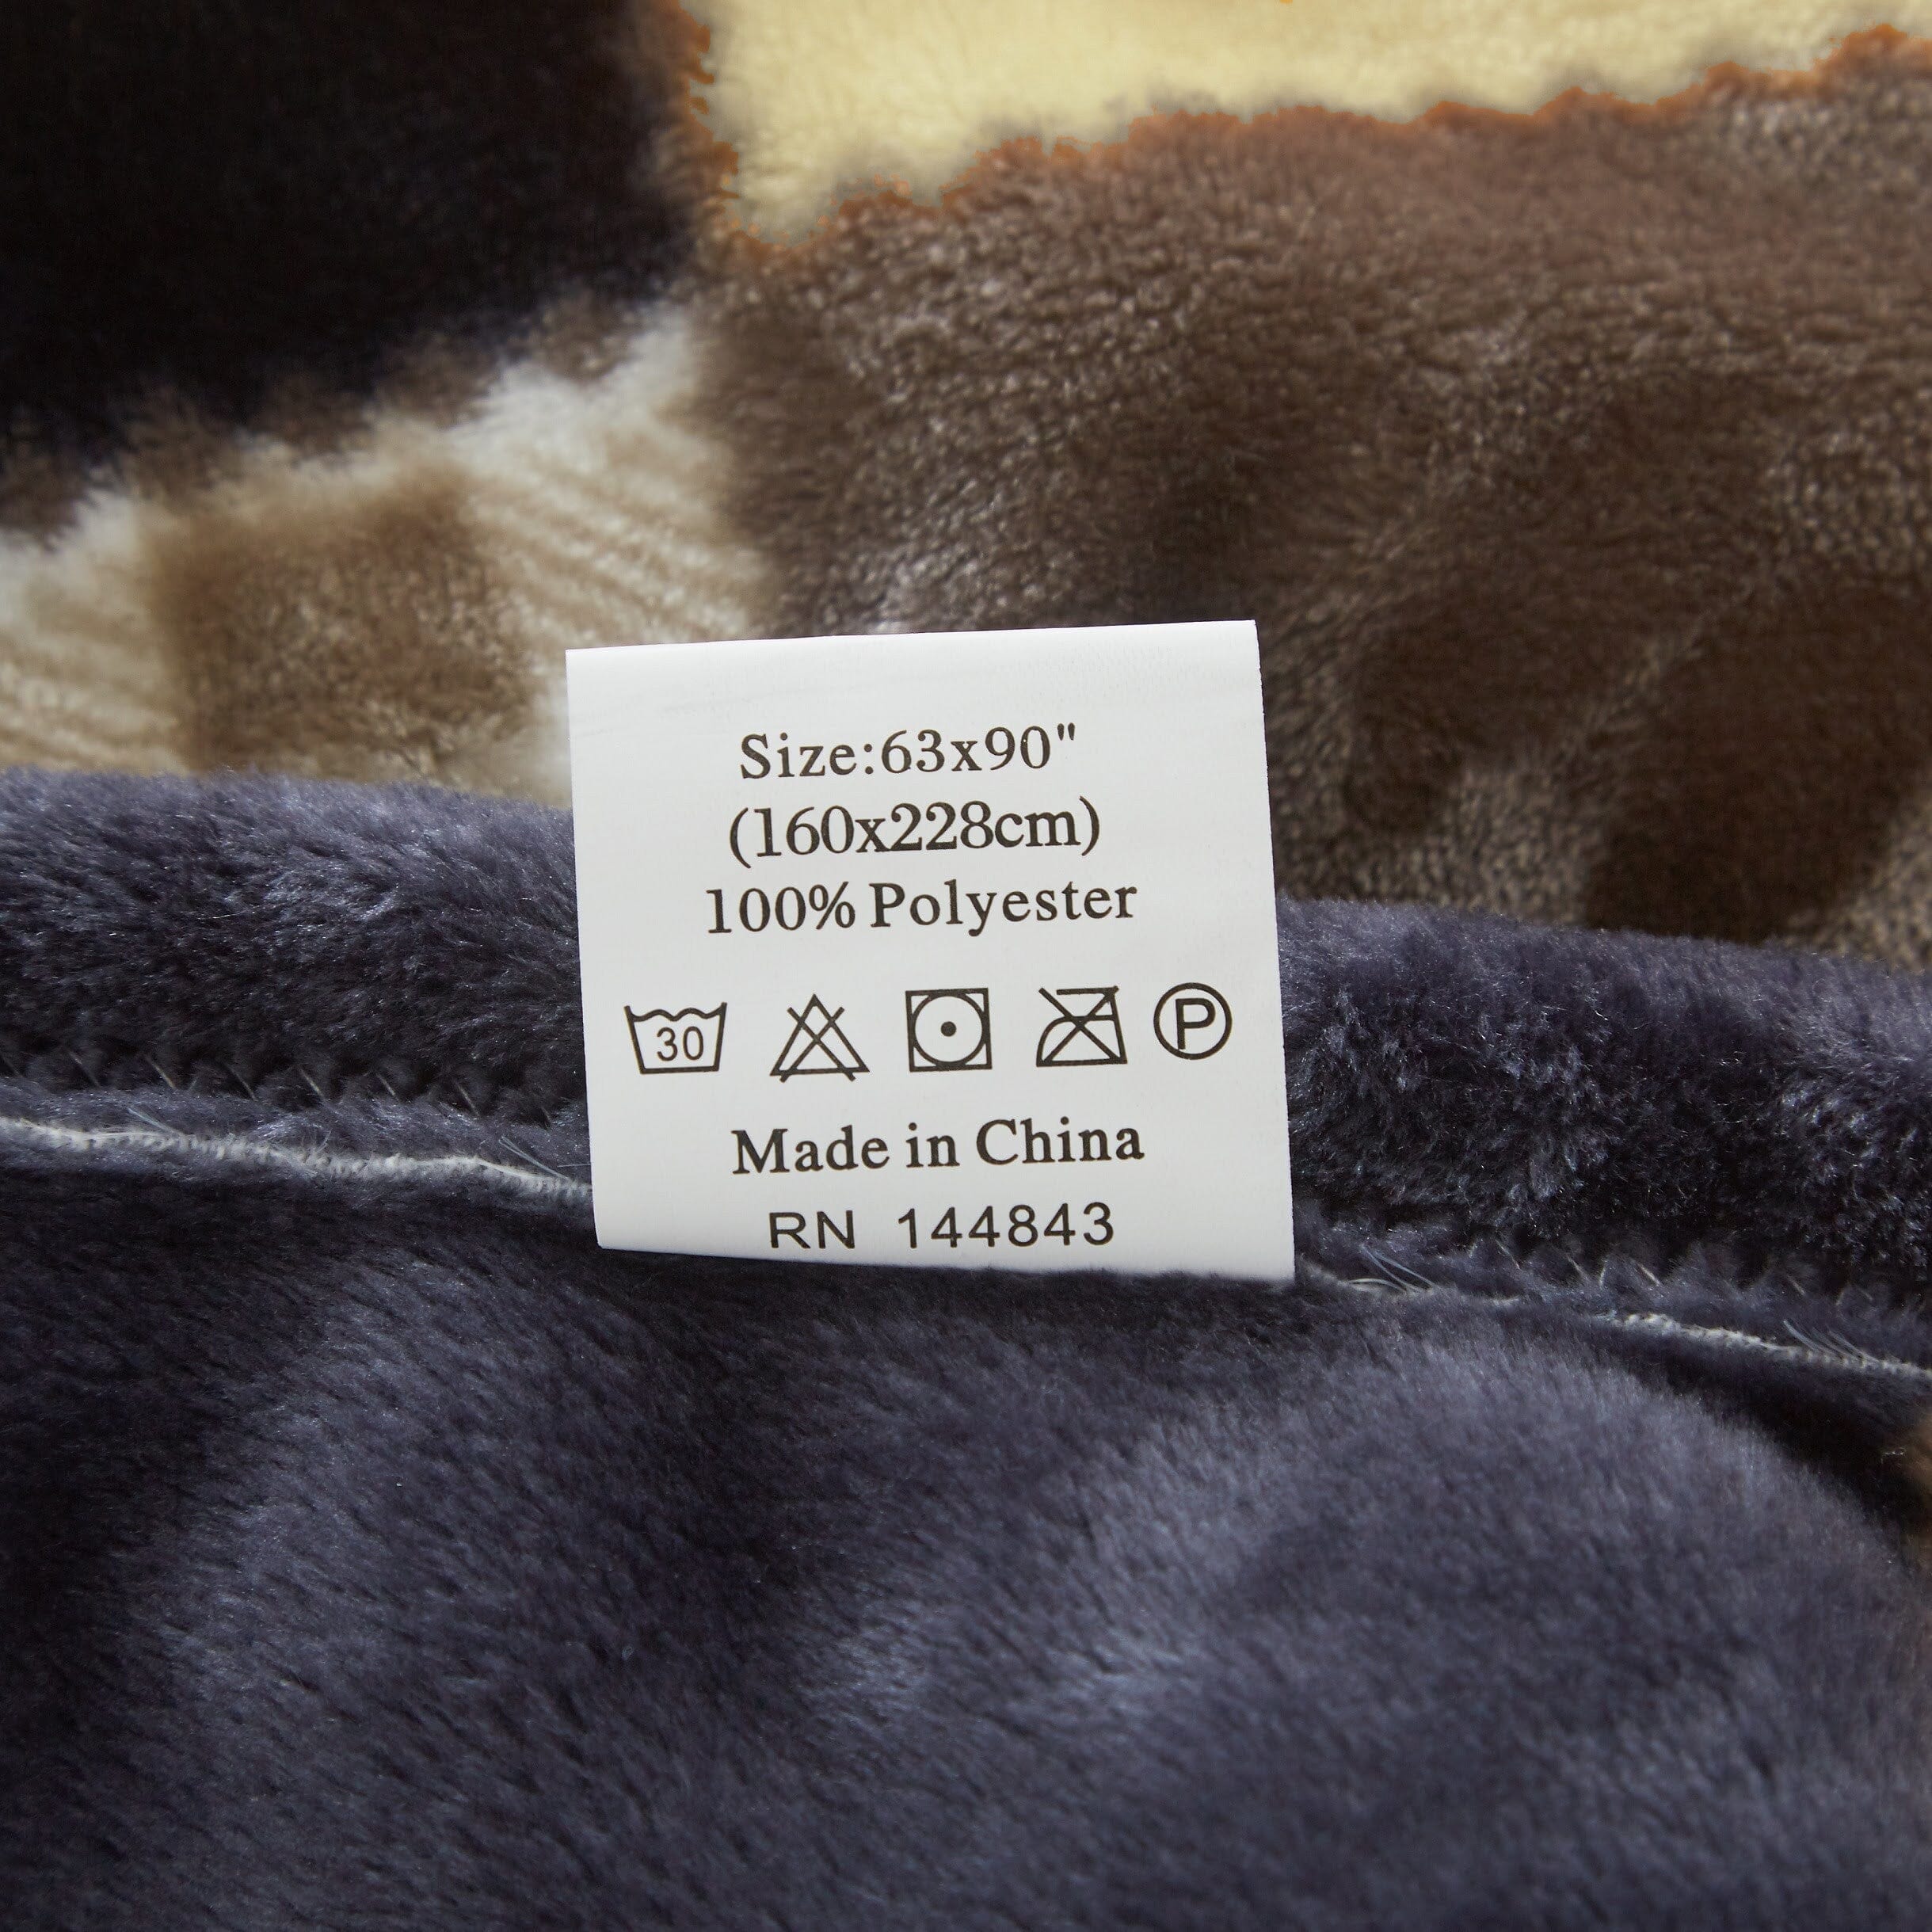 Size:63x90"
(160x228cm)
100% Polyester
30 P
Made in China
RN 144843